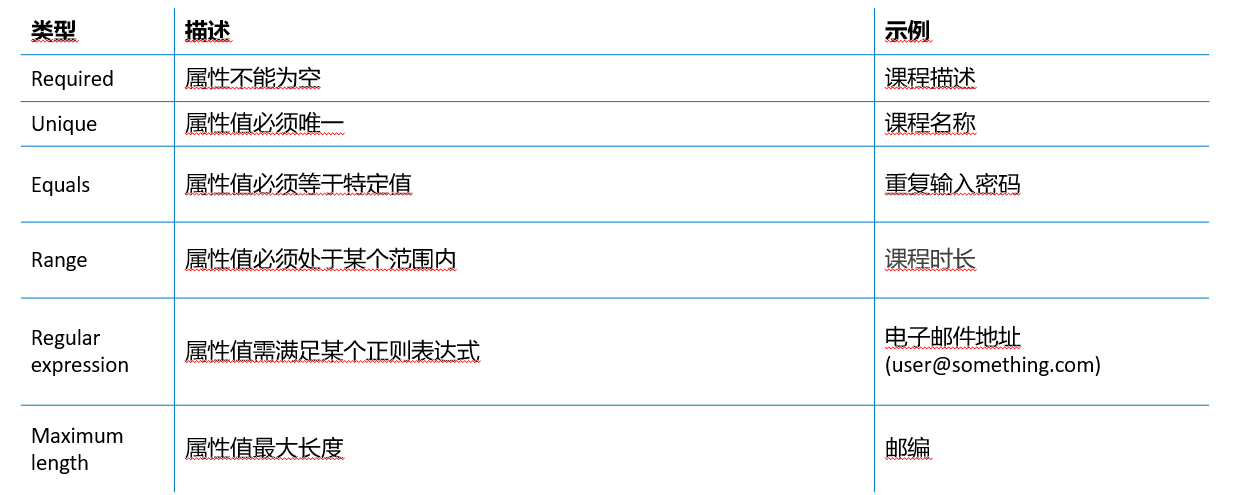 类型 描述 示例
Required 属性不能为空 课程描述
Unique 属性值必须唯一 课程名称
Equals 属性值必须等于特定值 重复输入密码
Range 属性值必须处于某个范围内 课程时长
Regular
expression
属性值需满足某个正则表达式
电子邮件地址
(user@something.com)
Maximum
length
属性值最大长度
邮编